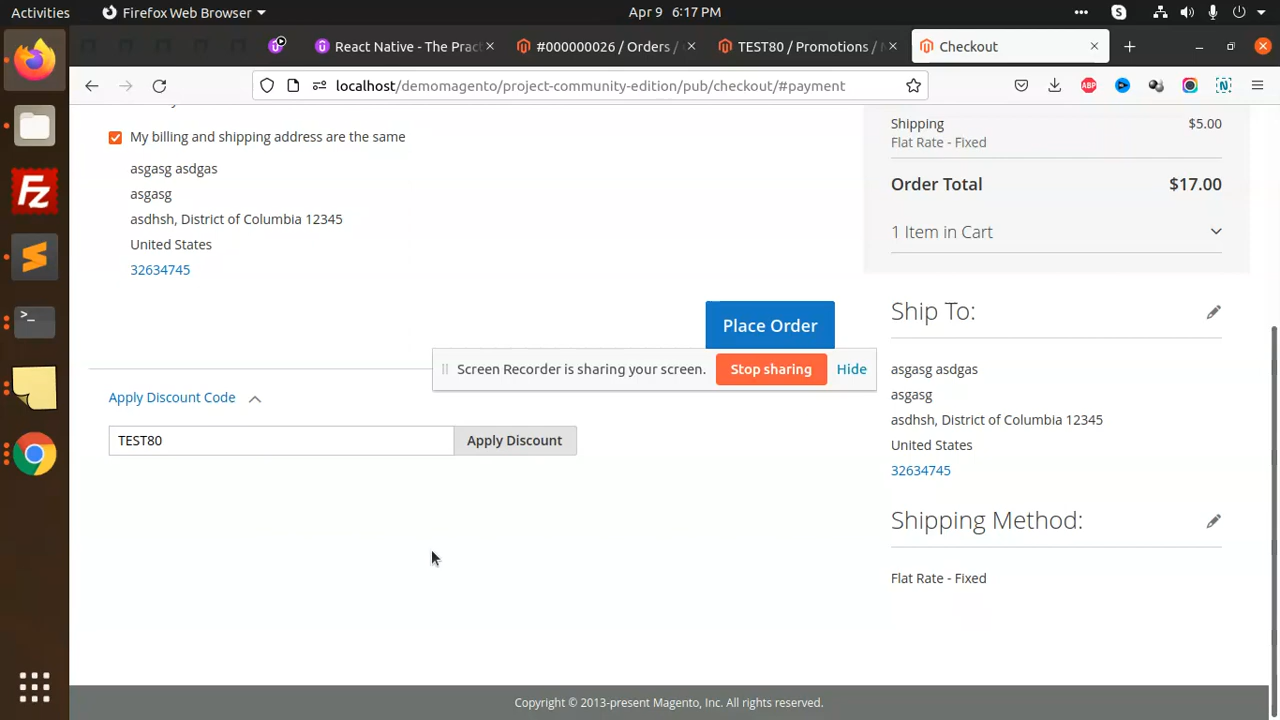 Activities
Firefox Web Browser
Apr 9 6:17 PM
React Native - The Pract
#000000026 / Orders /
TEST80 / Promotions /
Checkout
localhost/demomagento/project-community-edition/pub/checkout/#payment
ABP
N
Fz
My billing and shipping address are the same
asgasg asdgas
asgasg
asdhsh, District of Columbia 12345
United States
32634745
Place Order
Screen Recorder is sharing your screen.
Stop sharing
Hide
Apply Discount Code
TEST80
Apply Discount
Shipping
$5.00
Flat Rate - Fixed
Order Total
$17.00
1 Item in Cart
Ship To:
asgasg asdgas
asgasg
asdhsh, District of Columbia 12345
United States
32634745
Shipping Method:
Flat Rate - Fixed
Copyright © 2013-present Magento, Inc. All rights reserved.